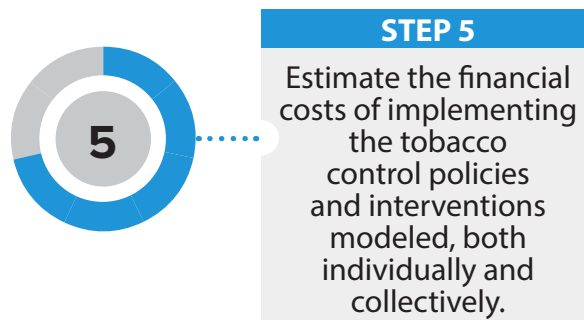 5
STEP 5
Estimate the financial
costs of implementing
the tobacco
control policies
and interventions
modeled, both
individually and
collectively.